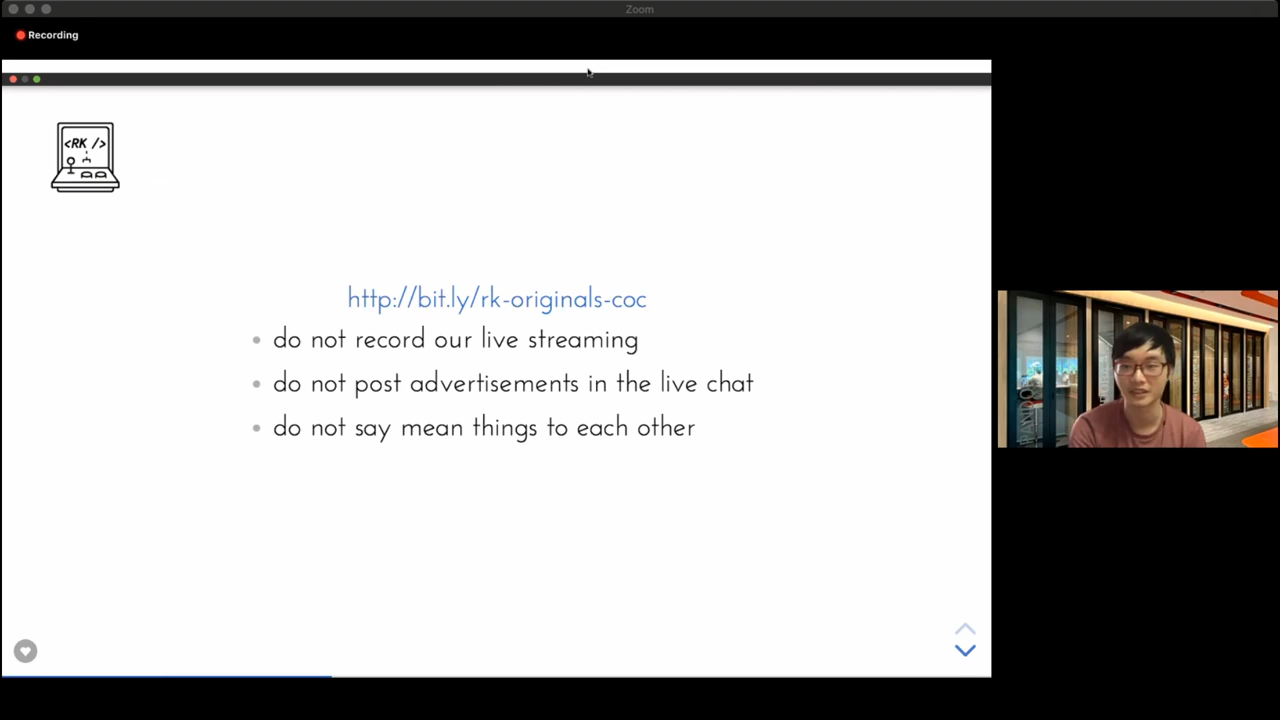 Zoom
Recording
<RK />
http://bit.ly/rk-originals-coc
do not record our live streaming
do not post advertisements in the live chat
do not say mean things to each other